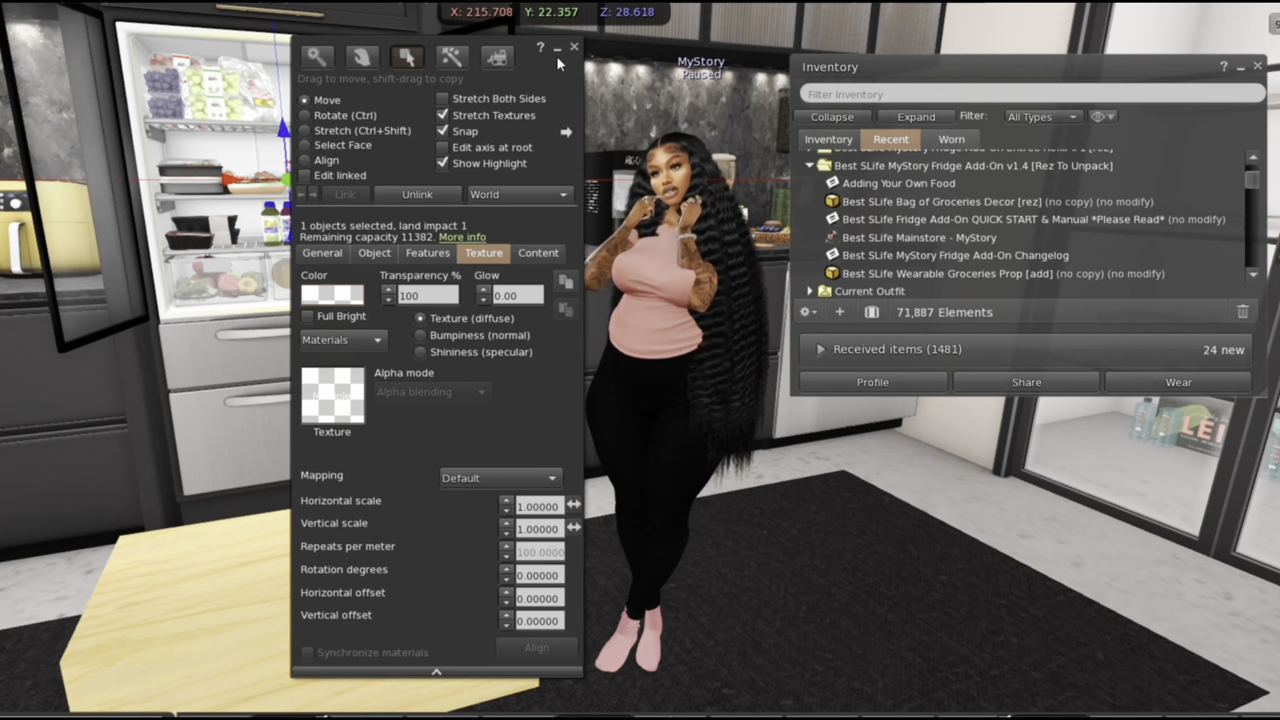 X: 215.708 Y: 22.357 Z: 28.618
?
Drag to move, shift-drag to copy
Move
Rotate (Ctrl)
Stretch (Ctrl+Shift)
Select Face
Align
Edit linked
Stretch Both Sides
Stretch Textures
Snap
Edit axis at root
Show Highlight
Link Unlink World
1 objects selected, land impact 1
Remaining capacity 11382. More info
General Object Features Texture Content
Color Transparency % Glow
100 0.00
Full Bright
Materials
Texture (diffuse)
Bumpiness (normal)
Shininess (specular)
Alpha mode
Alpha blending
Texture
Mapping Default
Horizontal scale 1.00000
Vertical scale 1.00000
Repeats per meter 100.0000
Rotation degrees 0.00000
Horizontal offset 0.00000
Vertical offset 0.00000
Synchronize materials Align
MyStory
Paused
Inventory ?
Filter Inventory
Collapse Expand Filter: All Types
Inventory Recent Worn
Best SLife MyStory Fridge Add-On v1.4 [Rez To Unpack]
Adding Your Own Food
Best SLife Bag of Groceries Decor [rez] (no copy) (no modify)
Best SLife Fridge Add-On QUICK START & Manual *Please Read* (no modify)
Best SLife Mainstore - MyStory
Best SLife MyStory Fridge Add-On Changelog
Best SLife Wearable Groceries Prop [add] (no copy) (no modify)
Current Outfit
71,887 Elements
Received items (1481) 24 new
Profile Share Wear
LEI